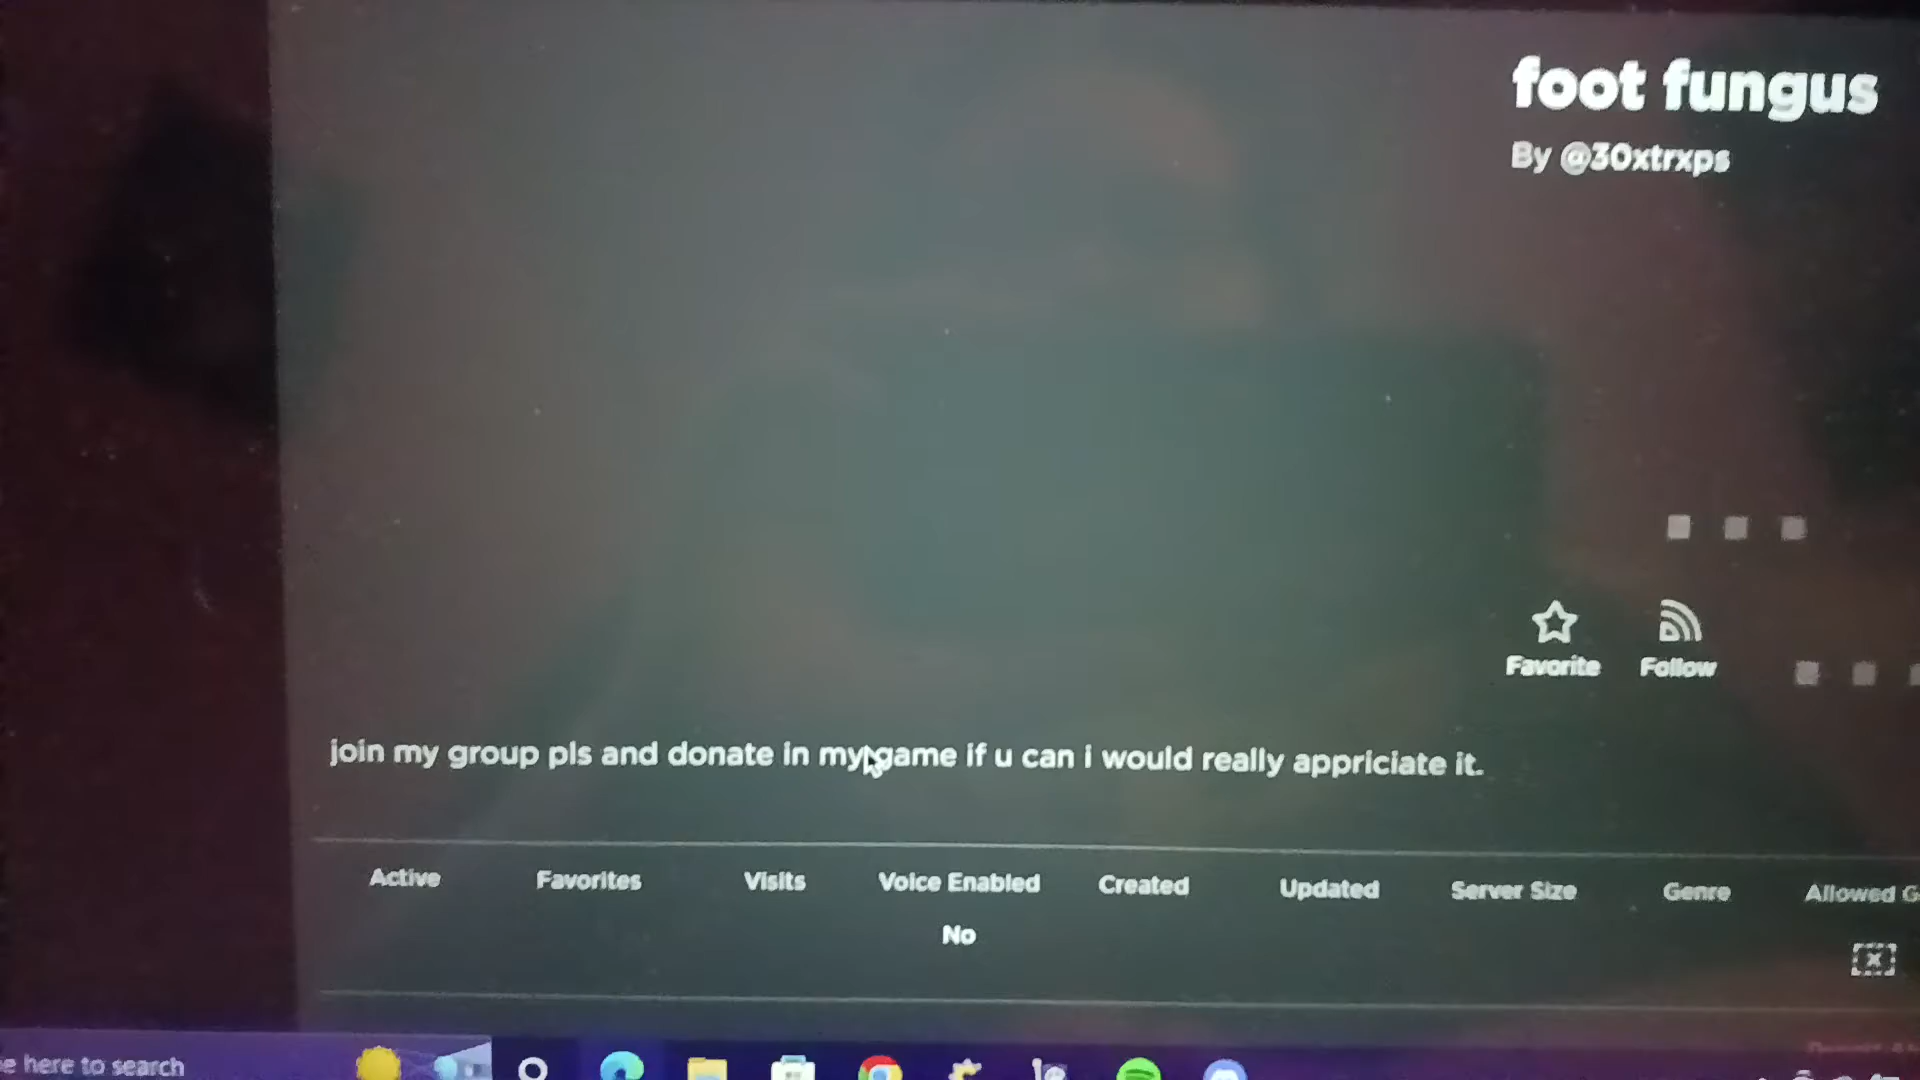 foot fungus
By @30xtrxps
Favorite
Follow
join my group pls and donate in my game if u can i would really appriciate it.
Active
Favorites
Visits
Voice Enabled
Created
Updated
Server Size
Genre
Allowed G
No
e here to search